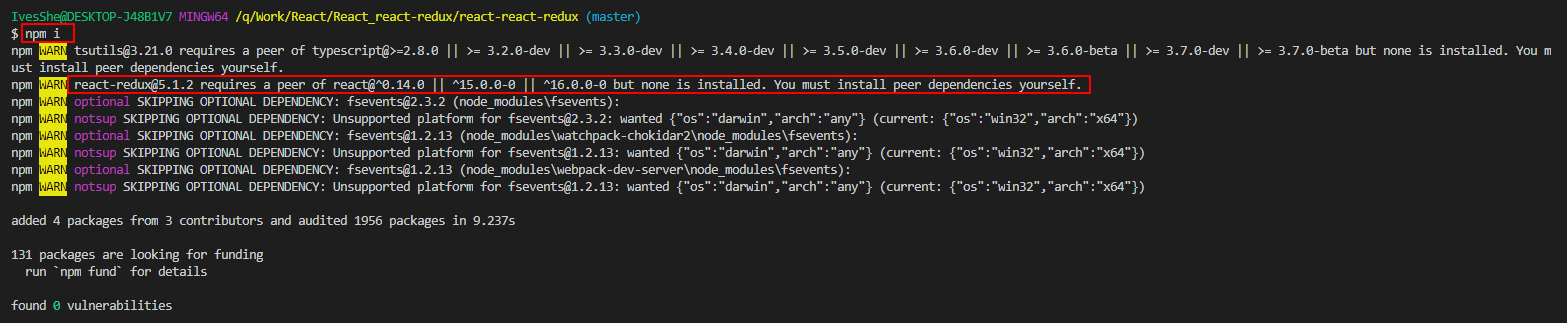 IvesShe@DESKTOP-J48B1V7 MINGW64 /q/Work/React/React_react-redux/react-react-redux (master)
$ npm i
npm WARN tsutils@3.21.0 requires a peer of typescript@>=2.8.0 || >= 3.2.0-dev || >= 3.3.0-dev || >= 3.4.0-dev || >= 3.5.0-dev || >= 3.6.0-dev || >= 3.6.0-beta || >= 3.7.0-dev || >= 3.7.0-beta but none is installed. You m
ust install peer dependencies yourself.
npm WARN react-redux@5.1.2 requires a peer of react@^0.14.0 || ^15.0.0-0 || ^16.0.0-0 but none is installed. You must install peer dependencies yourself.
npm WARN optional SKIPPING OPTIONAL DEPENDENCY: fsevents@2.3.2 (node_modules\fsevents):
npm WARN notsup SKIPPING OPTIONAL DEPENDENCY: Unsupported platform for fsevents@2.3.2: wanted {"os":"darwin","arch":"any"} (current: {"os":"win32","arch":"x64"})
npm WARN optional SKIPPING OPTIONAL DEPENDENCY: fsevents@1.2.13 (node_modules\watchpack-chokidar2\node_modules\fsevents):
npm WARN notsup SKIPPING OPTIONAL DEPENDENCY: Unsupported platform for fsevents@1.2.13: wanted {"os":"darwin","arch":"any"} (current: {"os":"win32","arch":"x64"})
npm WARN optional SKIPPING OPTIONAL DEPENDENCY: fsevents@1.2.13 (node_modules\webpack-dev-server\node_modules\fsevents):
npm WARN notsup SKIPPING OPTIONAL DEPENDENCY: Unsupported platform for fsevents@1.2.13: wanted {"os":"darwin","arch":"any"} (current: {"os":"win32","arch":"x64"})
added 4 packages from 3 contributors and audited 1956 packages in 9.237s
131 packages are looking for funding
run `npm fund` for details
found 0 vulnerabilities